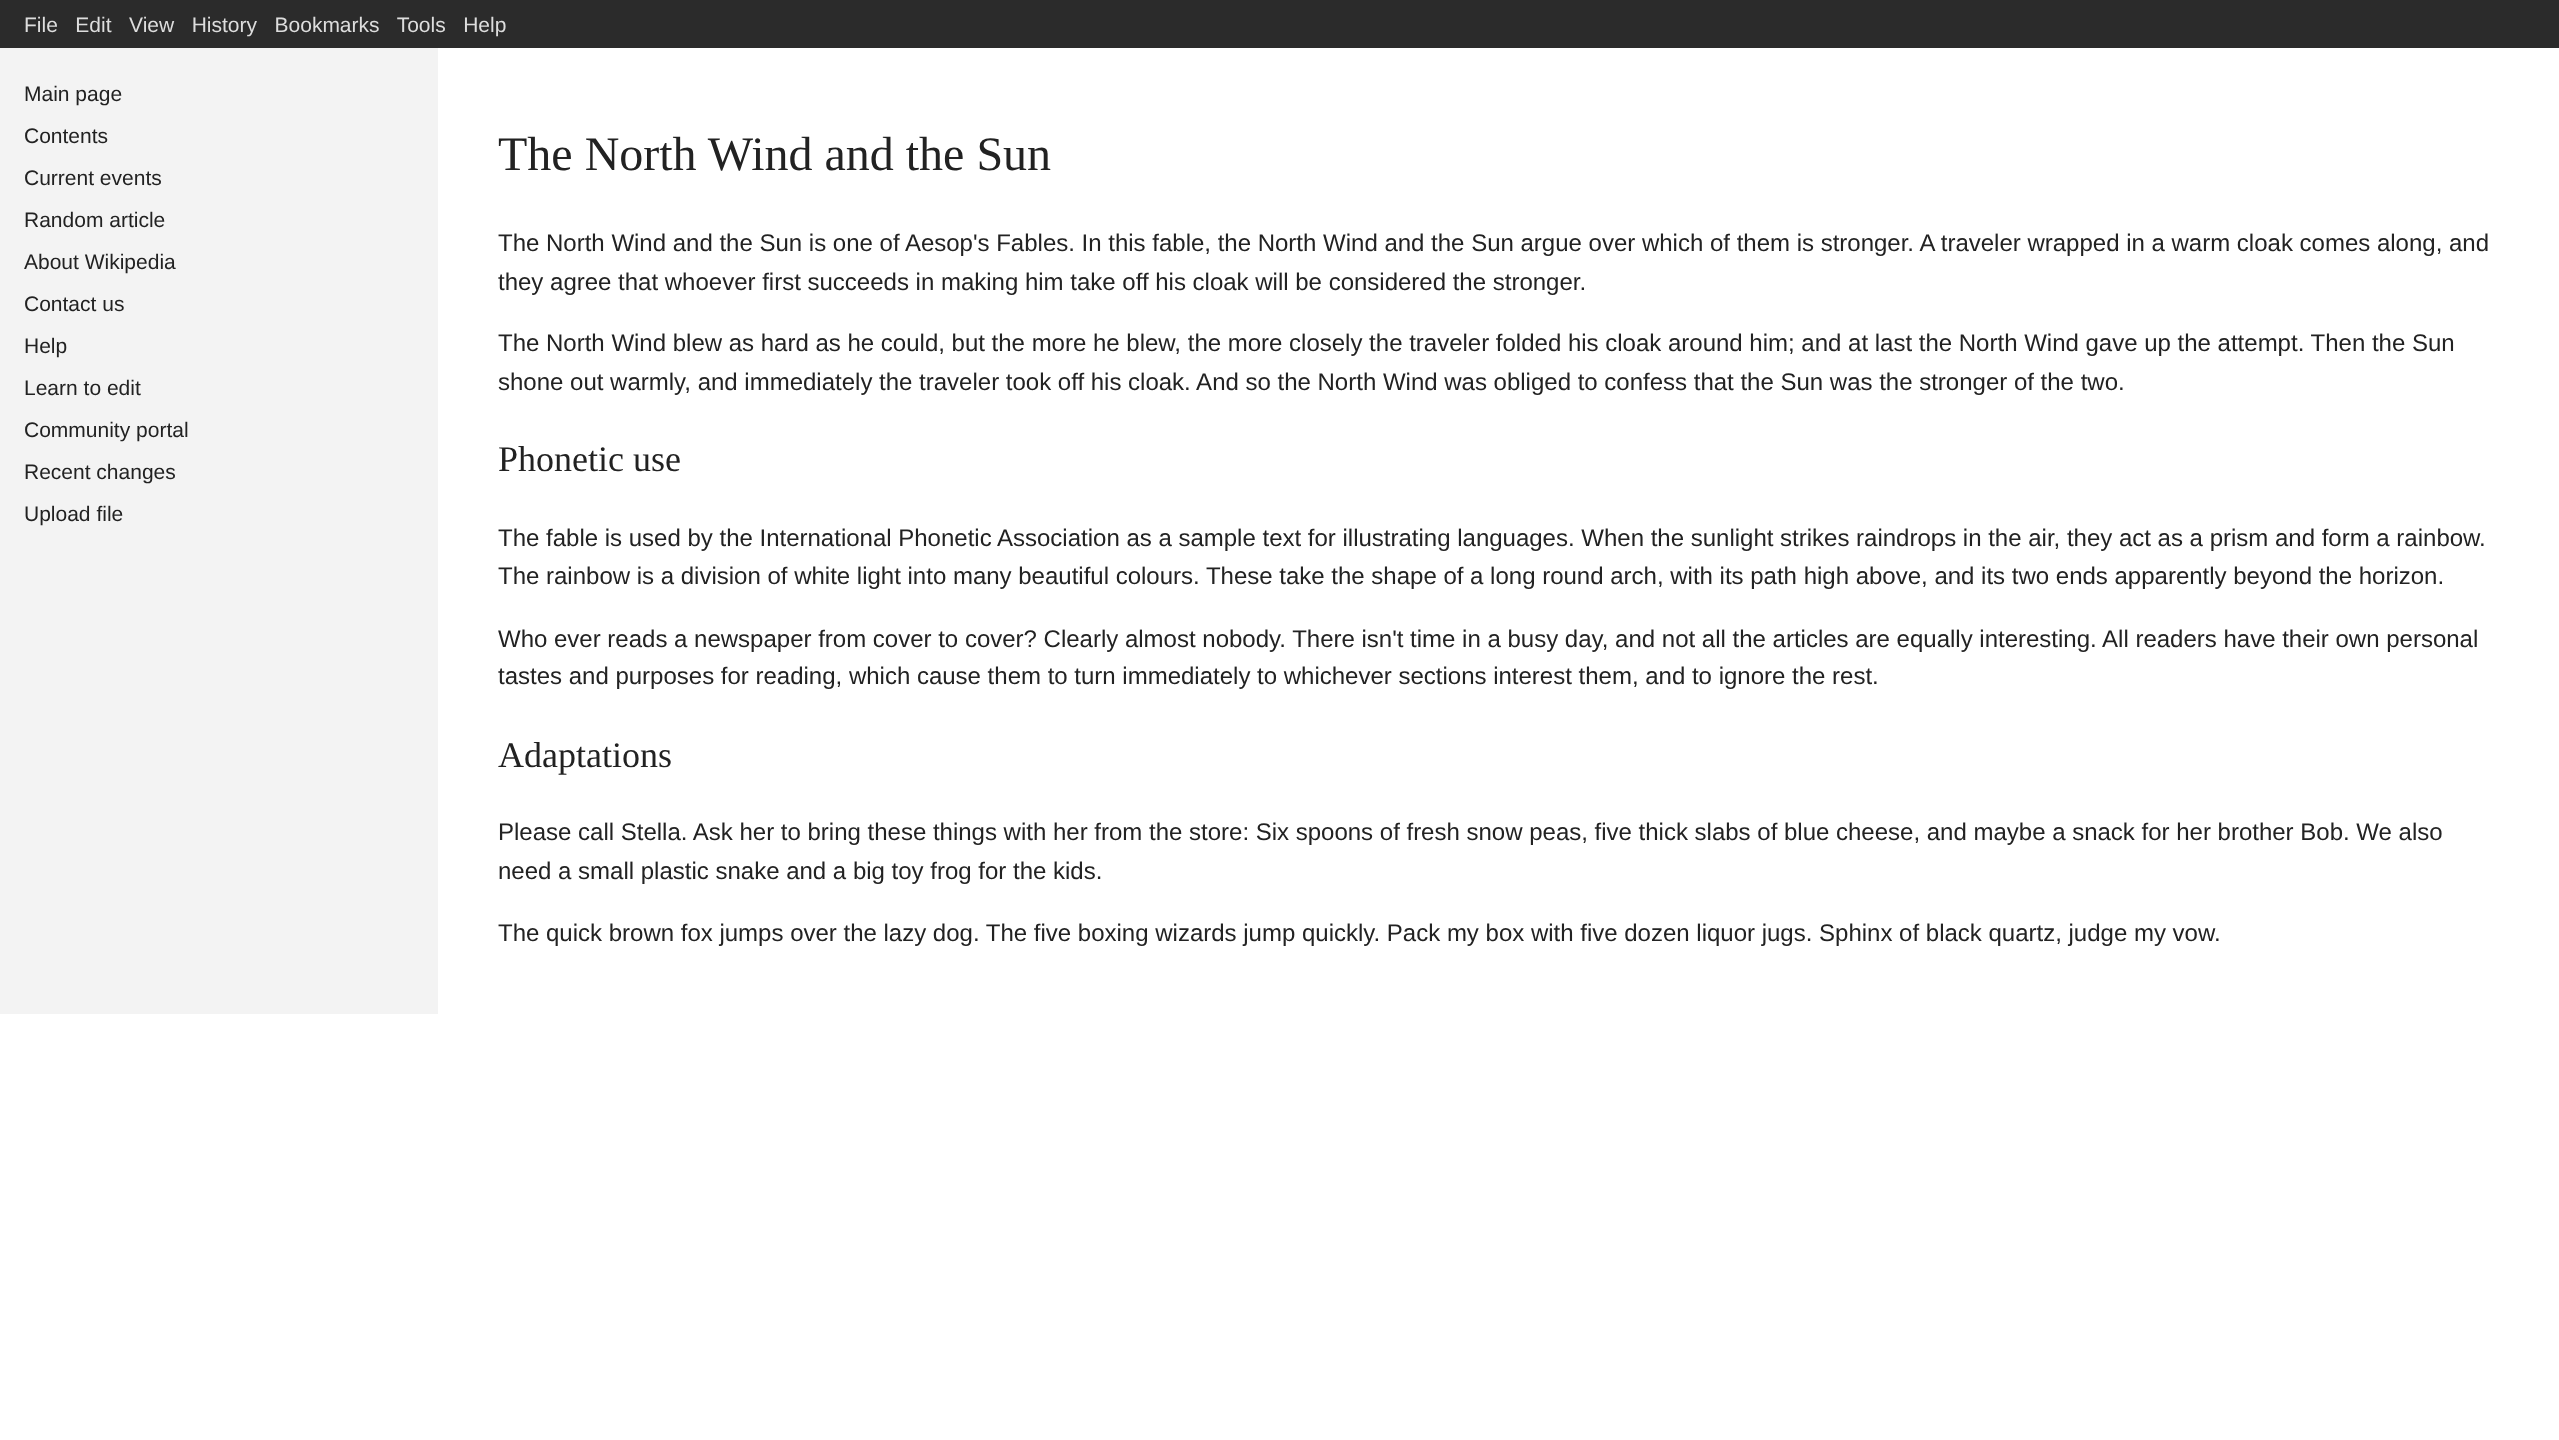 File Edit View History Bookmarks Tools Help
Main page
Contents
Current events
Random article
About Wikipedia
Contact us
Help
Learn to edit
Community portal
Recent changes
Upload file
The North Wind and the Sun
The North Wind and the Sun is one of Aesop's Fables. In this fable, the North Wind and the Sun argue over which of them is stronger. A traveler wrapped in a warm cloak comes along, and
they agree that whoever first succeeds in making him take off his cloak will be considered the stronger.
The North Wind blew as hard as he could, but the more he blew, the more closely the traveler folded his cloak around him; and at last the North Wind gave up the attempt. Then the Sun
shone out warmly, and immediately the traveler took off his cloak. And so the North Wind was obliged to confess that the Sun was the stronger of the two.
Phonetic use
The fable is used by the International Phonetic Association as a sample text for illustrating languages. When the sunlight strikes raindrops in the air, they act as a prism and form a rainbow.
The rainbow is a division of white light into many beautiful colours. These take the shape of a long round arch, with its path high above, and its two ends apparently beyond the horizon.
Who ever reads a newspaper from cover to cover? Clearly almost nobody. There isn't time in a busy day, and not all the articles are equally interesting. All readers have their own personal
tastes and purposes for reading, which cause them to turn immediately to whichever sections interest them, and to ignore the rest.
Adaptations
Please call Stella. Ask her to bring these things with her from the store: Six spoons of fresh snow peas, five thick slabs of blue cheese, and maybe a snack for her brother Bob. We also
need a small plastic snake and a big toy frog for the kids.
The quick brown fox jumps over the lazy dog. The five boxing wizards jump quickly. Pack my box with five dozen liquor jugs. Sphinx of black quartz, judge my vow.